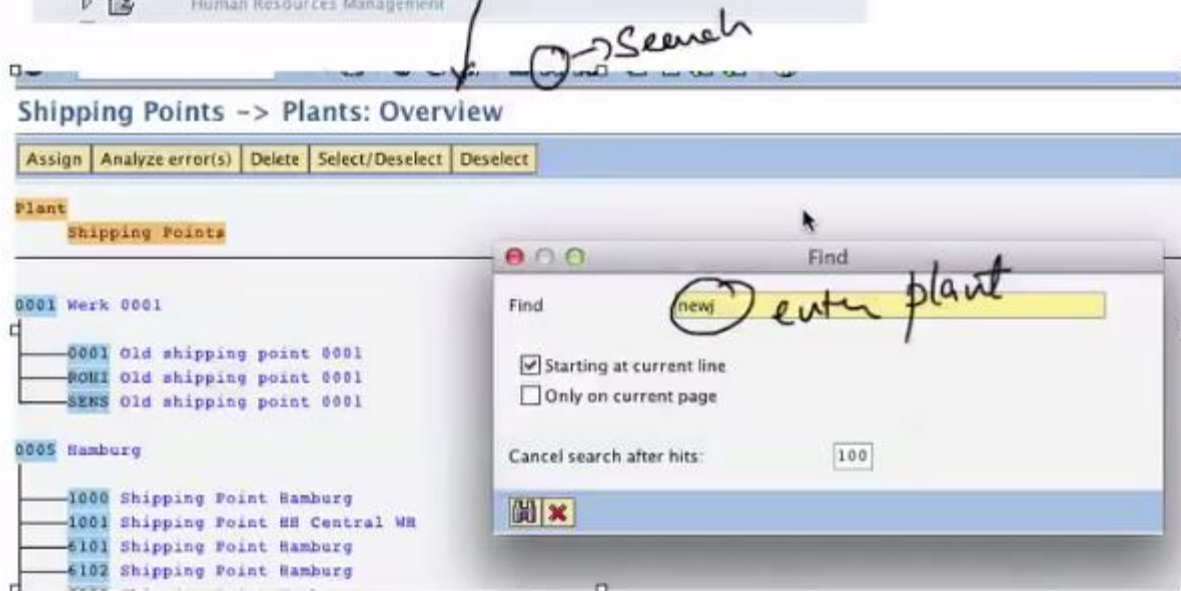 Human Resources Management
→ Search
Shipping Points -> Plants: Overview
Assign Analyze error(s) Delete Select/Deselect Deselect
Plant
Shipping Points
Find
Find newj enter plant
0001 Werk 0001
Starting at current line
0001 Old shipping point 0001
ROHI Old shipping point 0001
Only on current page
SENS Old shipping point 0001
0005 Hamburg
Cancel search after hits: 100
1000 Shipping Point Hamburg
1001 Shipping Point HH Central WH
6101 Shipping Point Hamburg
6102 Shipping Point Hamburg